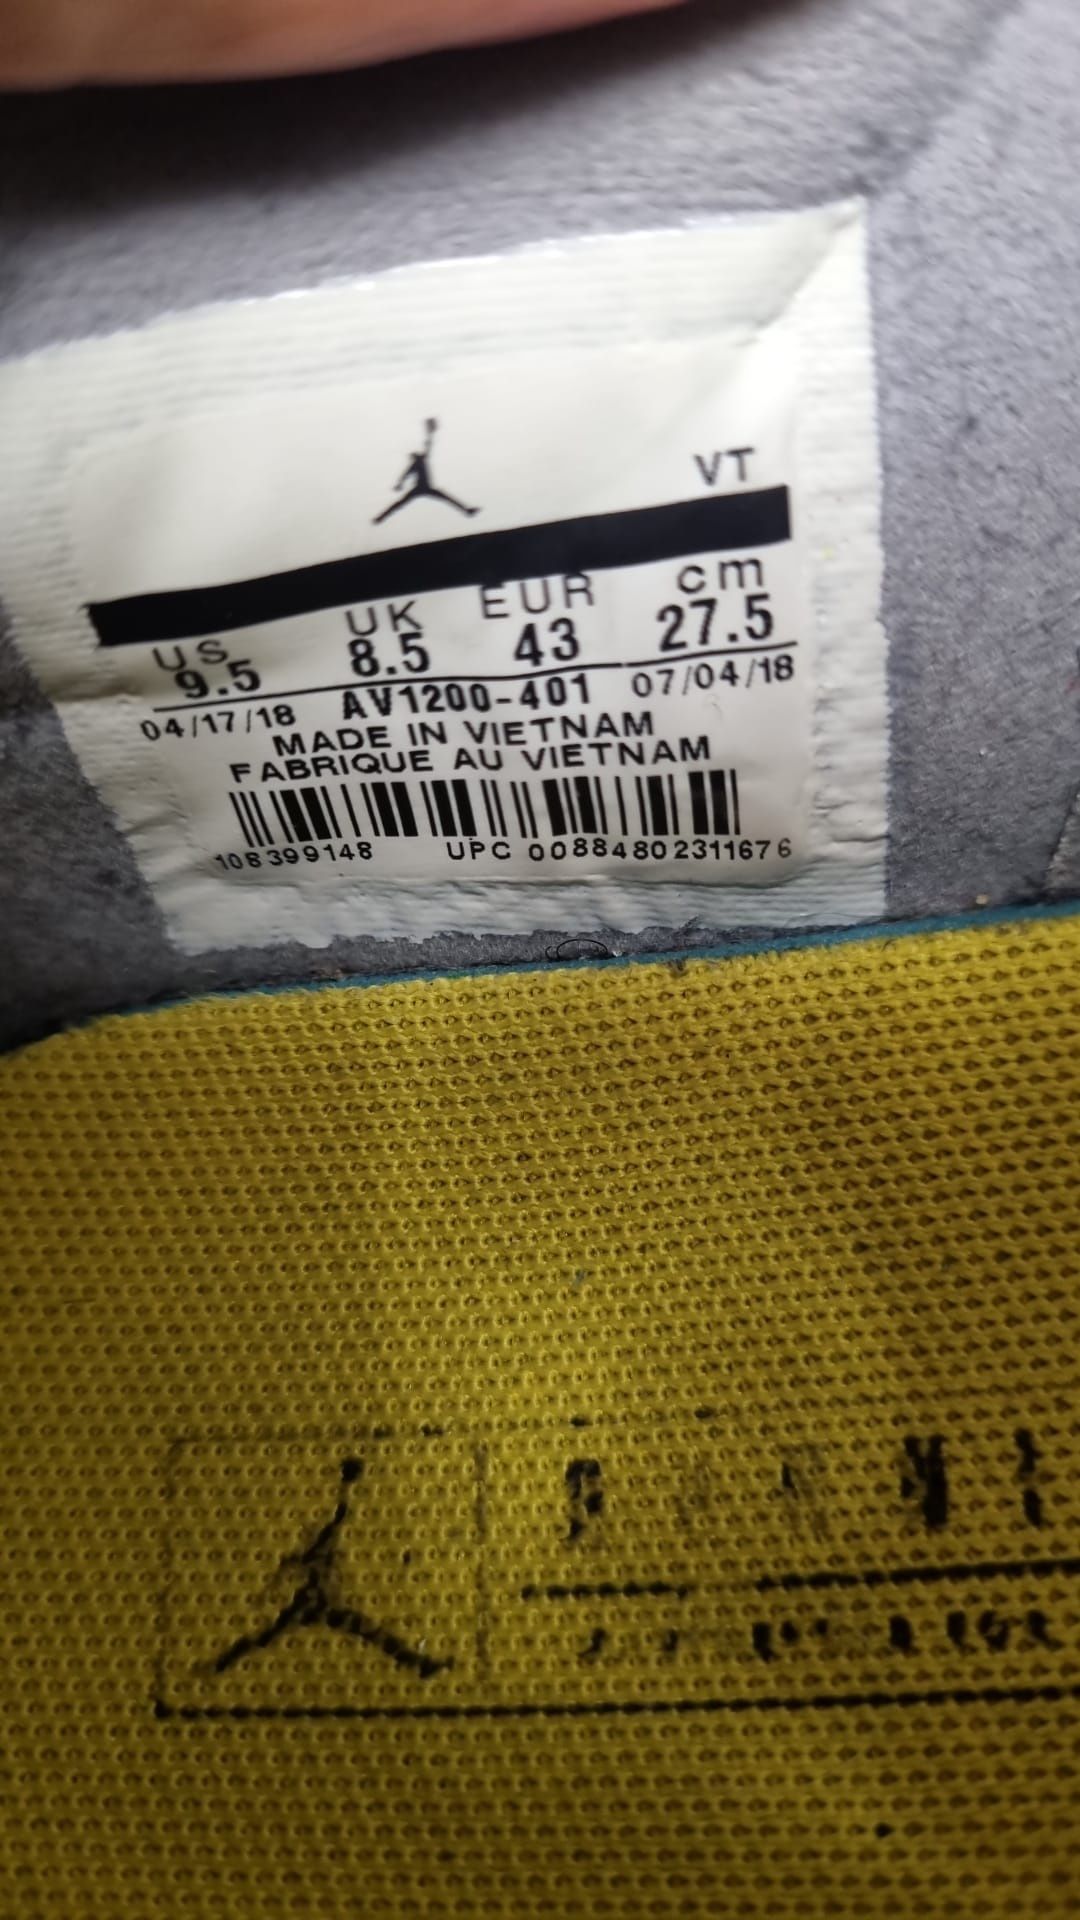 VT
US UK EUR cm
9.5 8.5 43 27.5
04/17/18 AV1200-401 07/04/18
MADE IN VIETNAM
FABRIQUE AU VIETNAM
108399148 UPC 00884802311676